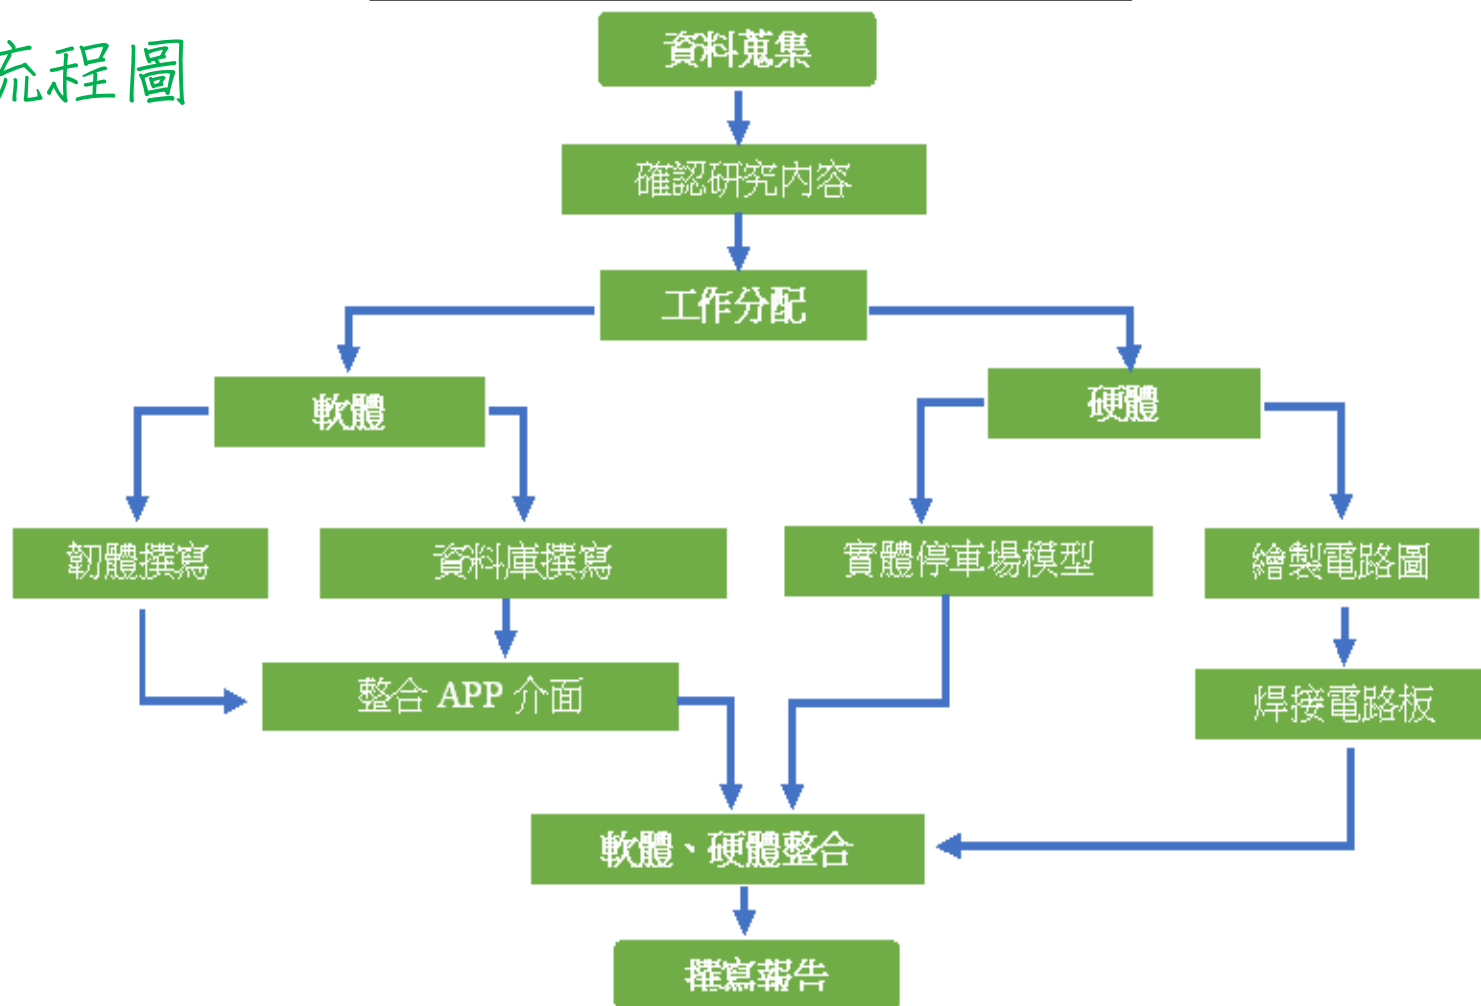 流程圖
資料蒐集
確認研究內容
工作分配
軟體
硬體
韌體撰寫
資料庫撰寫
實體停車場模型
繪製電路圖
整合 APP 介面
焊接電路板
軟體、硬體整合
撰寫報告